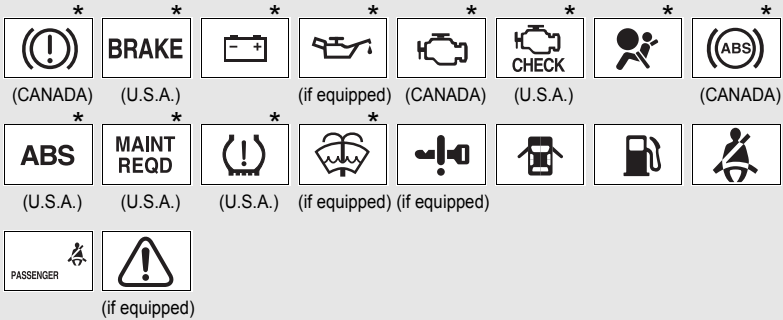 * * * * * * * *
BRAKE - + CHECK ABS
(CANADA) (U.S.A.) (if equipped) (CANADA) (U.S.A.) (CANADA)
* * * *
ABS MAINT REQD !
(U.S.A.) (U.S.A.) (U.S.A.) (if equipped) (if equipped)
PASSENGER
(if equipped)